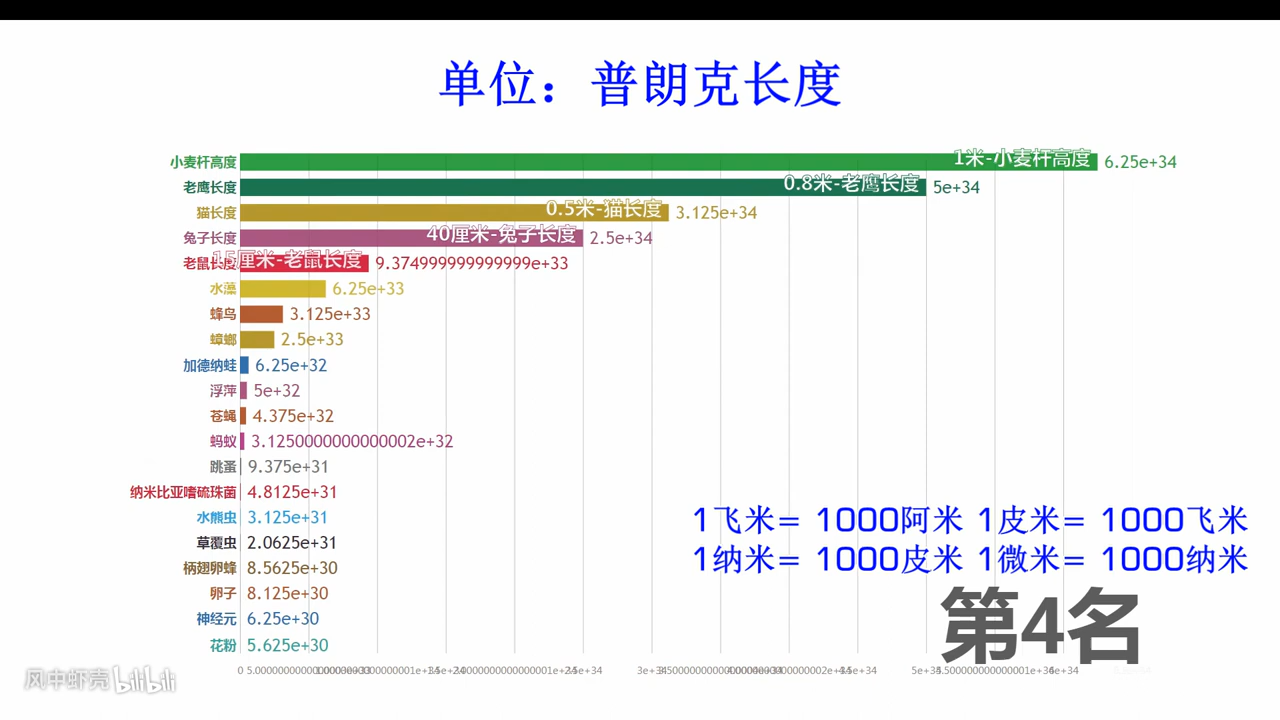 单位：普朗克长度
小麦杆高度 1米-小麦杆高度 6.25e+34
老鹰长度 0.8米-老鹰长度 5e+34
猫长度 0.5米-猫长度 3.125e+34
兔子长度 40厘米-兔子长度 2.5e+34
老鼠长度 15厘米-老鼠长度 9.374999999999999e+33
水藻 6.25e+33
蜂鸟 3.125e+33
蟑螂 2.5e+33
加德纳蛙 6.25e+32
浮萍 5e+32
苍蝇 4.375e+32
蚂蚁 3.1250000000000002e+32
跳蚤 9.375e+31
纳米比亚嗜硫珠菌 4.8125e+31
水熊虫 3.125e+31
草覆虫 2.0625e+31
柄翅卵蜂 8.5625e+30
卵子 8.125e+30
神经元 6.25e+30
花粉 5.625e+30
1飞米= 1000阿米 1皮米= 1000飞米
1纳米= 1000皮米 1微米= 1000纳米
第4名
0 3e+34 5e+34
风中虾壳 bilibili